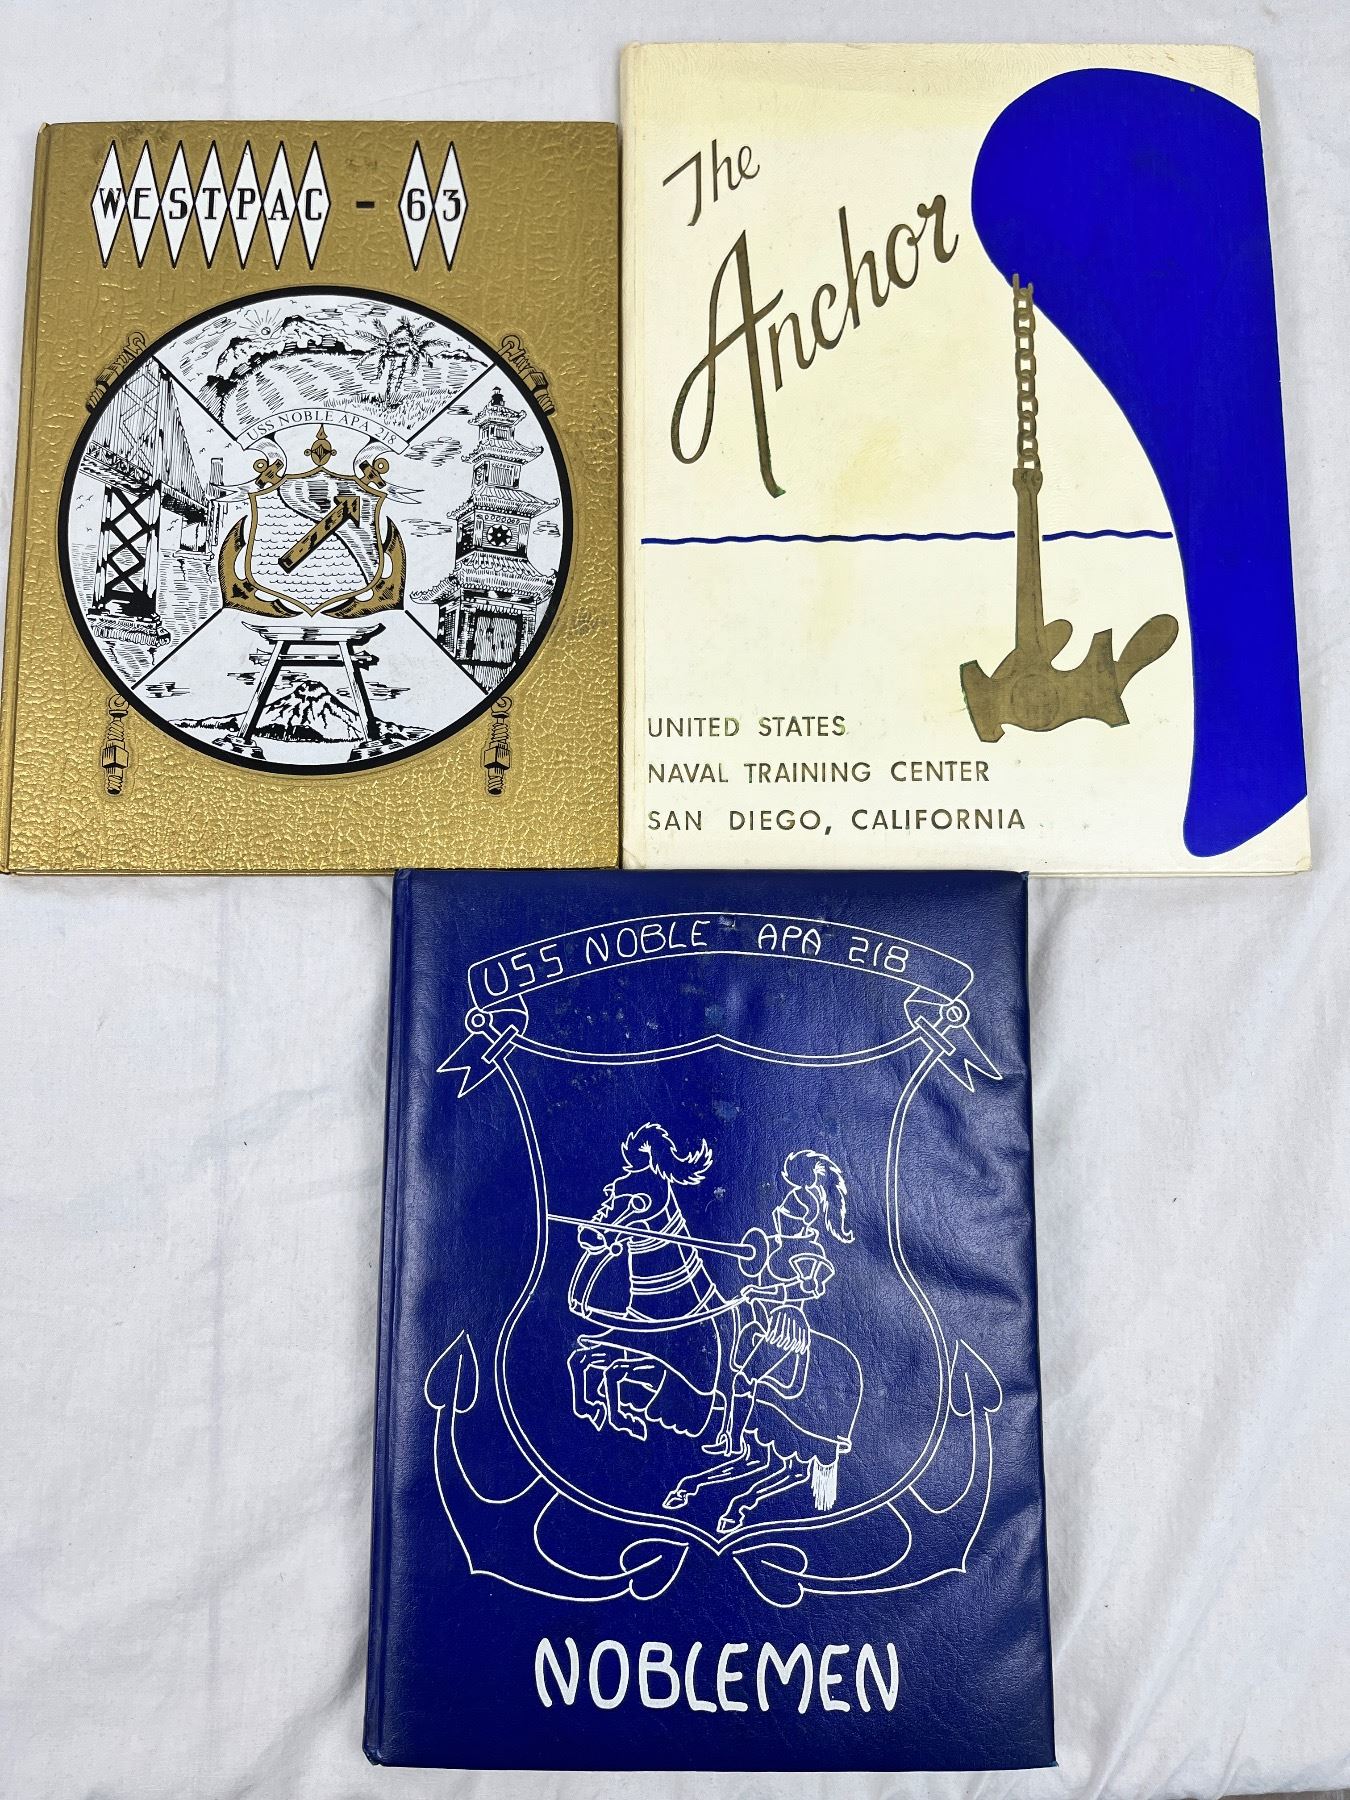 WESTPAC - 63
USS NOBLE APA 218
The
Anchor
UNITED STATES
NAVAL TRAINING CENTER
SAN DIEGO, CALIFORNIA
USS NOBLE APA 218
NOBLEMEN